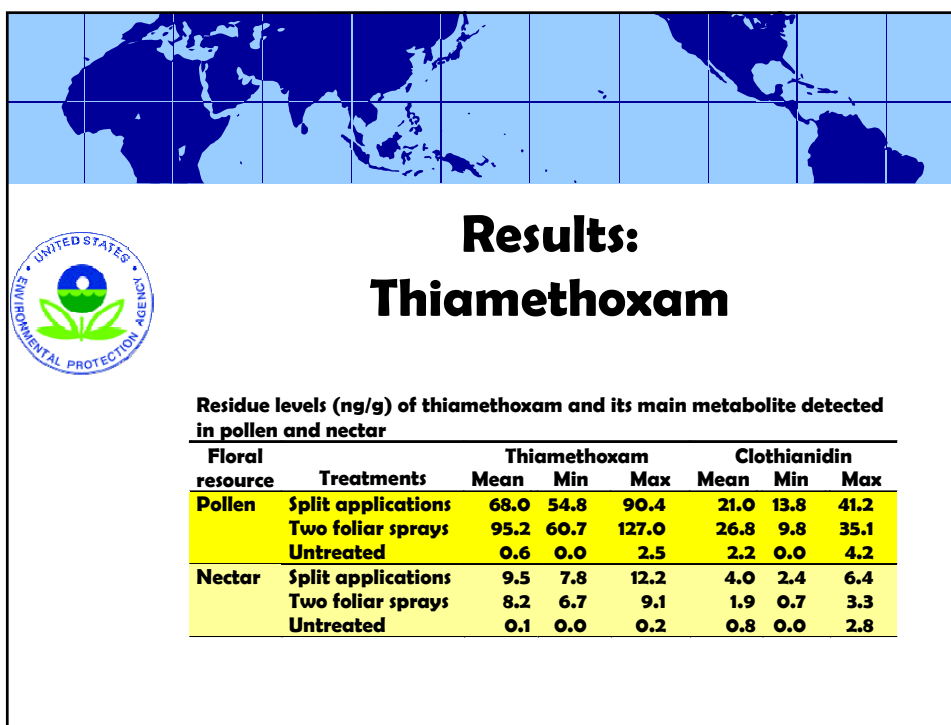 Results:
Thiamethoxam
UNITED STATES
ENVIRONMENTAL PROTECTION AGENCY
Residue levels (ng/g) of thiamethoxam and its main metabolite detected
in pollen and nectar
Floral Thiamethoxam Clothianidin
resource Treatments Mean Min Max Mean Min Max
Pollen Split applications 68.0 54.8 90.4 21.0 13.8 41.2
Two foliar sprays 95.2 60.7 127.0 26.8 9.8 35.1
Untreated 0.6 0.0 2.5 2.2 0.0 4.2
Nectar Split applications 9.5 7.8 12.2 4.0 2.4 6.4
Two foliar sprays 8.2 6.7 9.1 1.9 0.7 3.3
Untreated 0.1 0.0 0.2 0.8 0.0 2.8